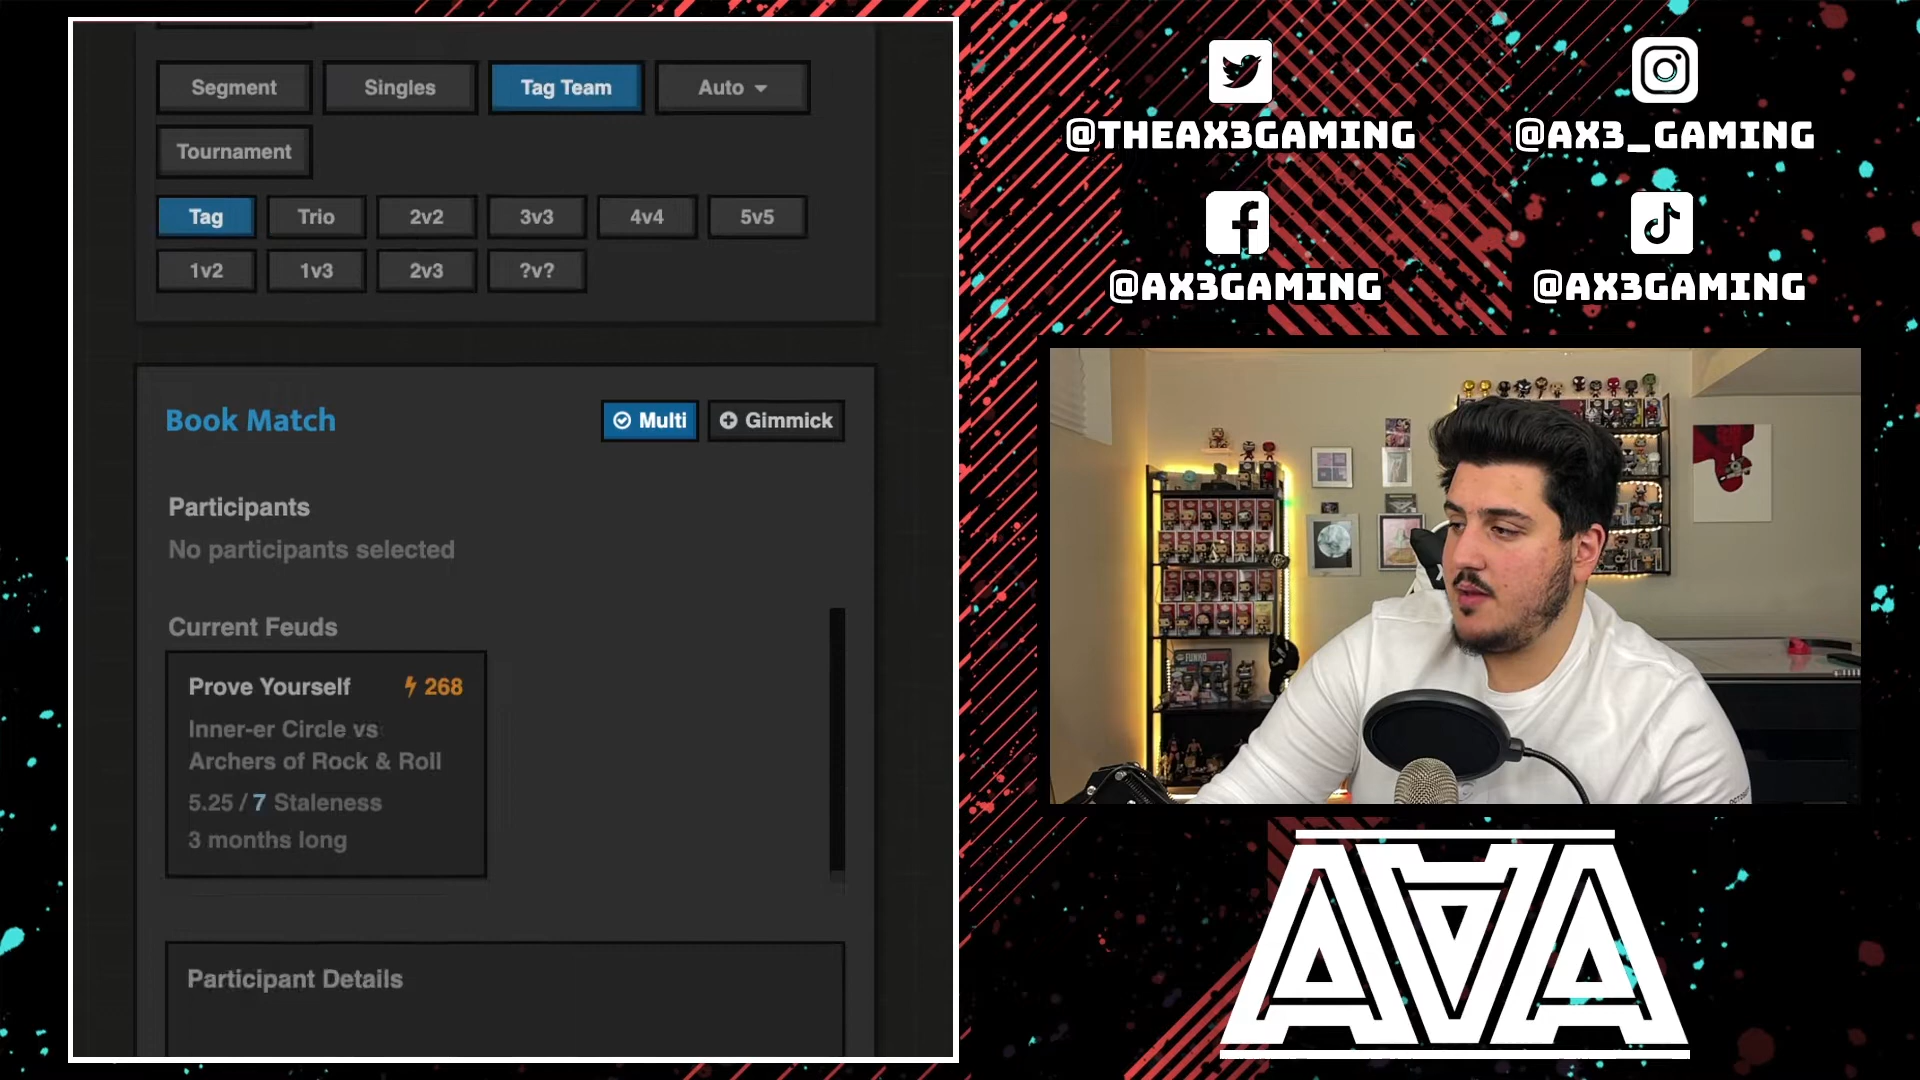 Segment
Singles
Tag Team
Auto
Tournament
Tag
Trio
2v2
3v3
4v4
5v5
1v2
1v3
2v3
?v?
Book Match
Multi
Gimmick
Participants
No participants selected
Current Feuds
Prove Yourself
268
Inner-er Circle vs
Archers of Rock & Roll
5.25 / 7 Staleness
3 months long
Participant Details
@THEAX3GAMING
@AX3_GAMING
@AX3GAMING
@AX3GAMING
FUNKO